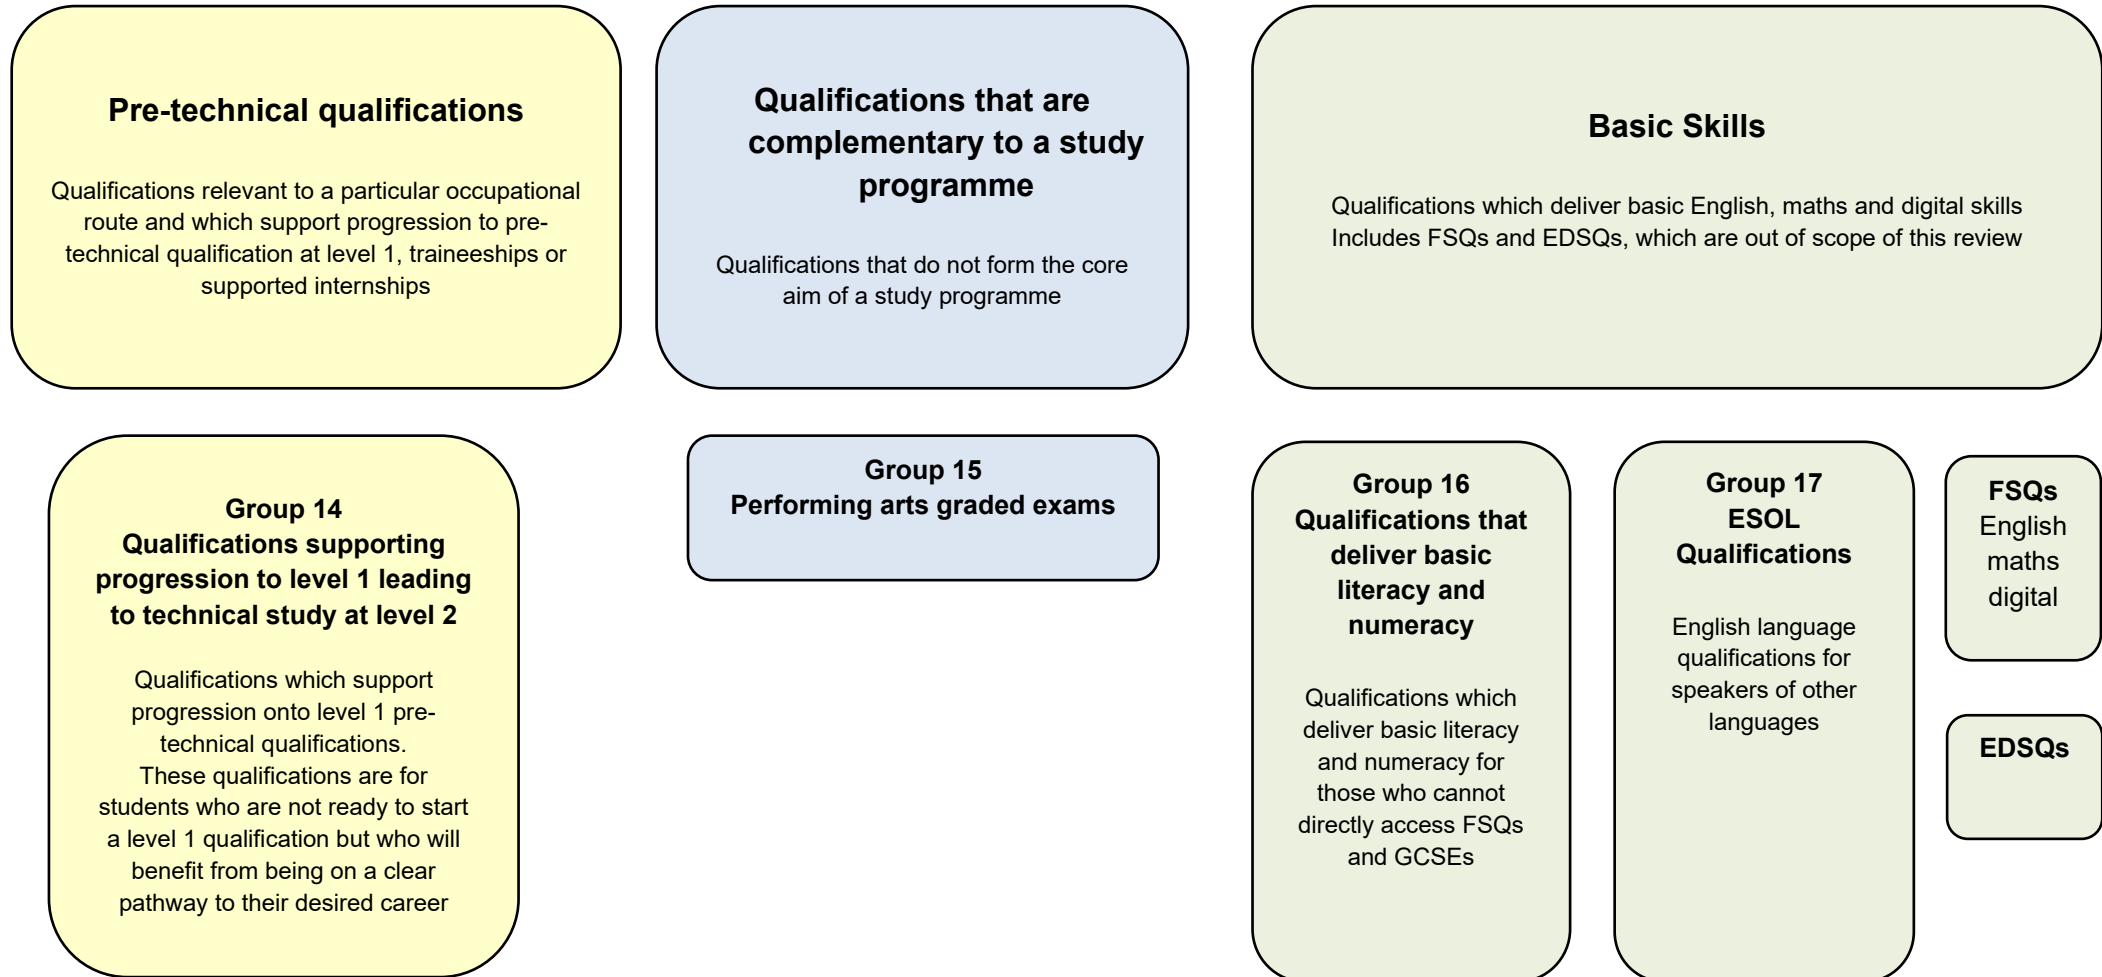 Pre-technical qualifications
Qualifications relevant to a particular occupational
route and which support progression to pre-
technical qualification at level 1, traineeships or
supported internships
Qualifications that are
complementary to a study
programme
Qualifications that do not form the core
aim of a study programme
Basic Skills
Qualifications which deliver basic English, maths and digital skills
Includes FSQs and EDSQs, which are out of scope of this review
Group 14
Qualifications supporting
progression to level 1 leading
to technical study at level 2
Qualifications which support
progression onto level 1 pre-
technical qualifications.
These qualifications are for
students who are not ready to start
a level 1 qualification but who will
benefit from being on a clear
pathway to their desired career
Group 15
Performing arts graded exams
Group 16
Qualifications that
deliver basic
literacy and
numeracy
Qualifications which
deliver basic literacy
and numeracy for
those who cannot
directly access FSQs
and GCSEs
Group 17
ESOL
Qualifications
English language
qualifications for
speakers of other
languages
FSQs
English
maths
digital
EDSQs